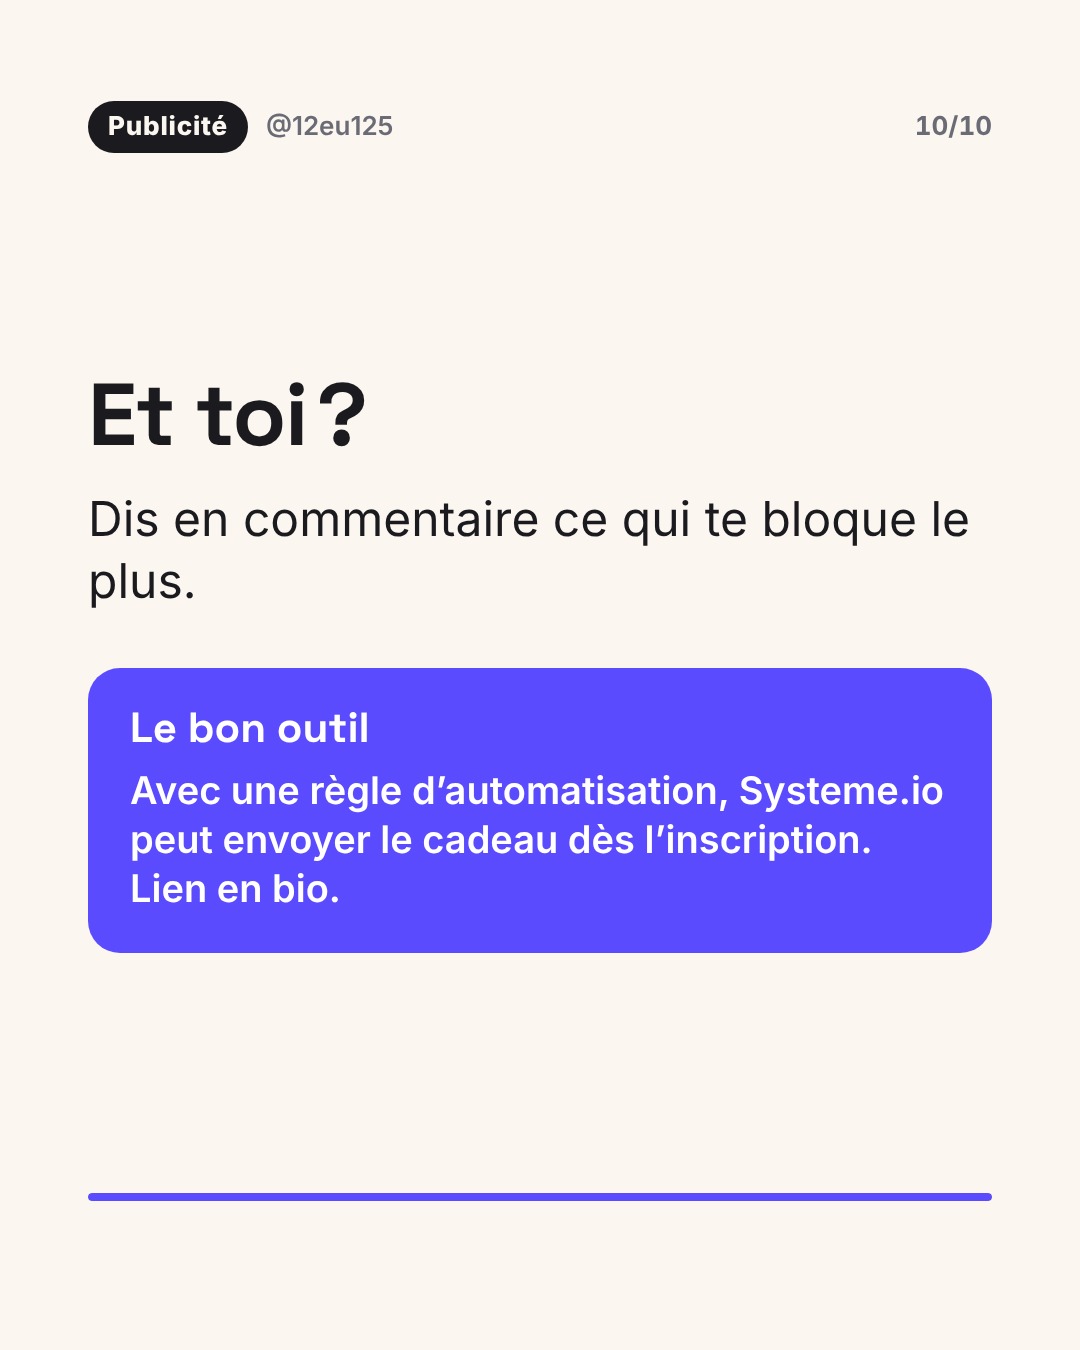 Publicité @12eu125 10/10
Et toi ?
Dis en commentaire ce qui te bloque le
plus.
Le bon outil
Avec une règle d’automatisation, Systeme.io
peut envoyer le cadeau dès l’inscription.
Lien en bio.